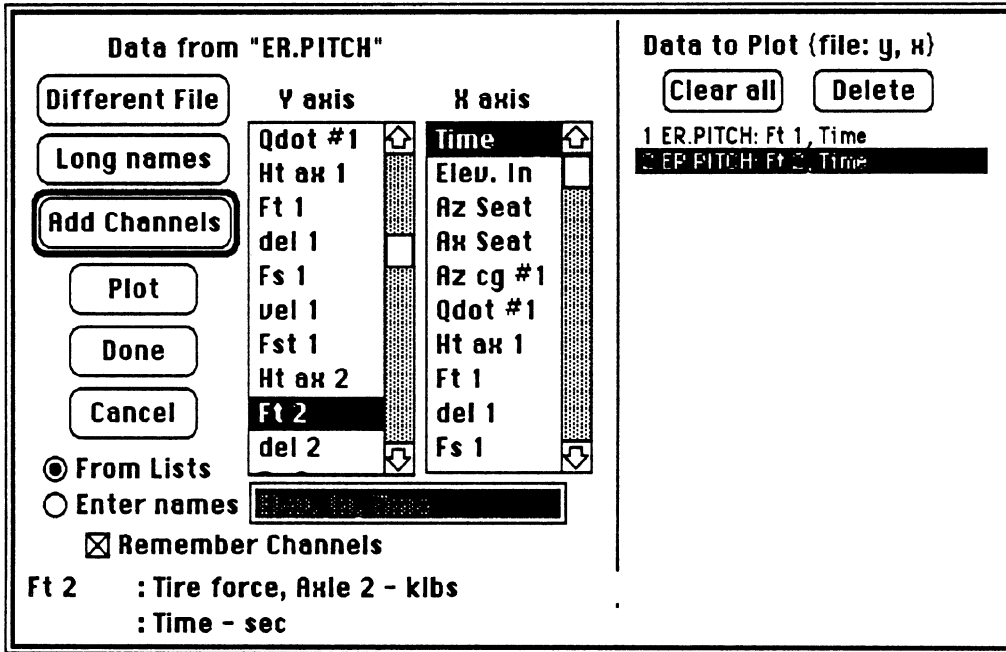 Data from "ER.PITCH"
Different File
Long names
Add Channels
Plot
Done
Cancel
From Lists
Enter names
Remember Channels
Y axis
Qdot #1
Ht ax 1
Ft 1
del 1
Fs 1
vel 1
Fst 1
Ht ax 2
Ft 2
del 2
X axis
Time
Elev. In
Az Seat
Ax Seat
Az cg #1
Qdot #1
Ht ax 1
Ft 1
del 1
Fs 1
Ft 2 : Tire force, Axle 2 - klbs
: Time - sec
Data to Plot (file: y, x)
Clear all
Delete
1 ER.PITCH: Ft 1, Time
2 ER.PITCH: Ft 2, Time